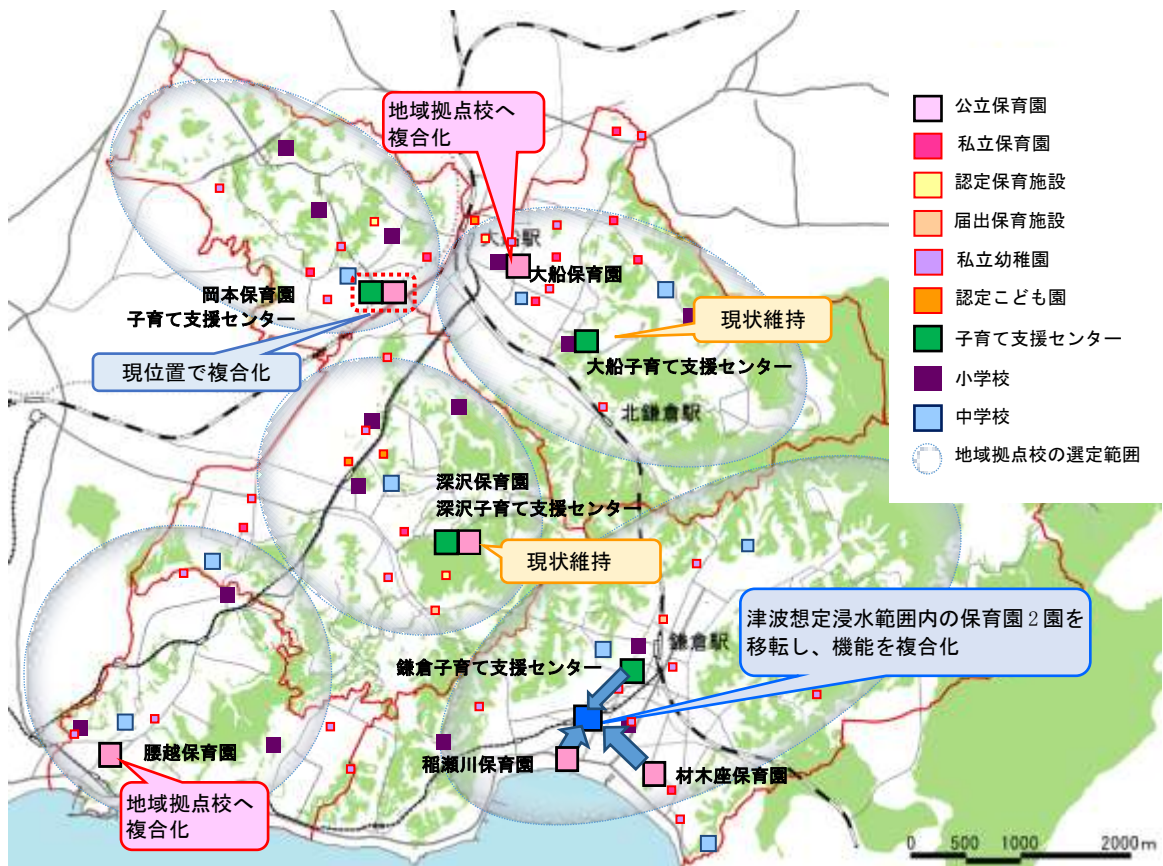 地域拠点校へ
複合化
大船駅
大船保育園
岡本保育園
子育て支援センター
現位置で複合化
現状維持
大船子育て支援センター
北鎌倉駅
深沢保育園
深沢子育て支援センター
現状維持
津波想定浸水範囲内の保育園2園を
移転し、機能を複合化
鎌倉駅
鎌倉子育て支援センター
腰越保育園
稲瀬川保育園
材木座保育園
地域拠点校へ
複合化
公立保育園
私立保育園
認定保育施設
届出保育施設
私立幼稚園
認定こども園
子育て支援センター
小学校
中学校
地域拠点校の選定範囲
0 500 1000 2000m